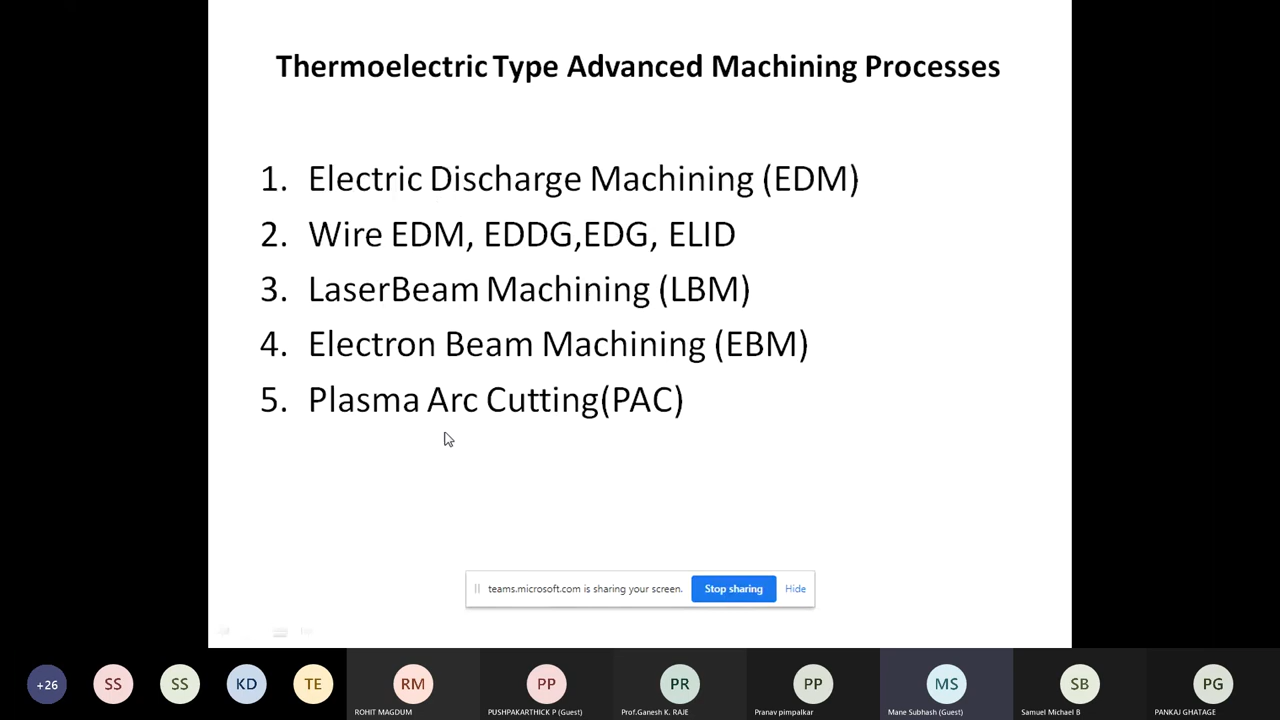 Thermoelectric Type Advanced Machining Processes
1. Electric Discharge Machining (EDM)
2. Wire EDM, EDDG,EDG, ELID
3. LaserBeam Machining (LBM)
4. Electron Beam Machining (EBM)
5. Plasma Arc Cutting(PAC)
teams.microsoft.com is sharing your screen. Stop sharing Hide
+26 SS SS KD TE RM PP PR PP MS SB PG
ROHIT MAGDUM PUSHPAKARTHICK P (Guest) Prof.Ganesh K. RAJE Pranav pimpalkar Mane Subhash (Guest) Samuel Michael B PANKAJ GHATAGE